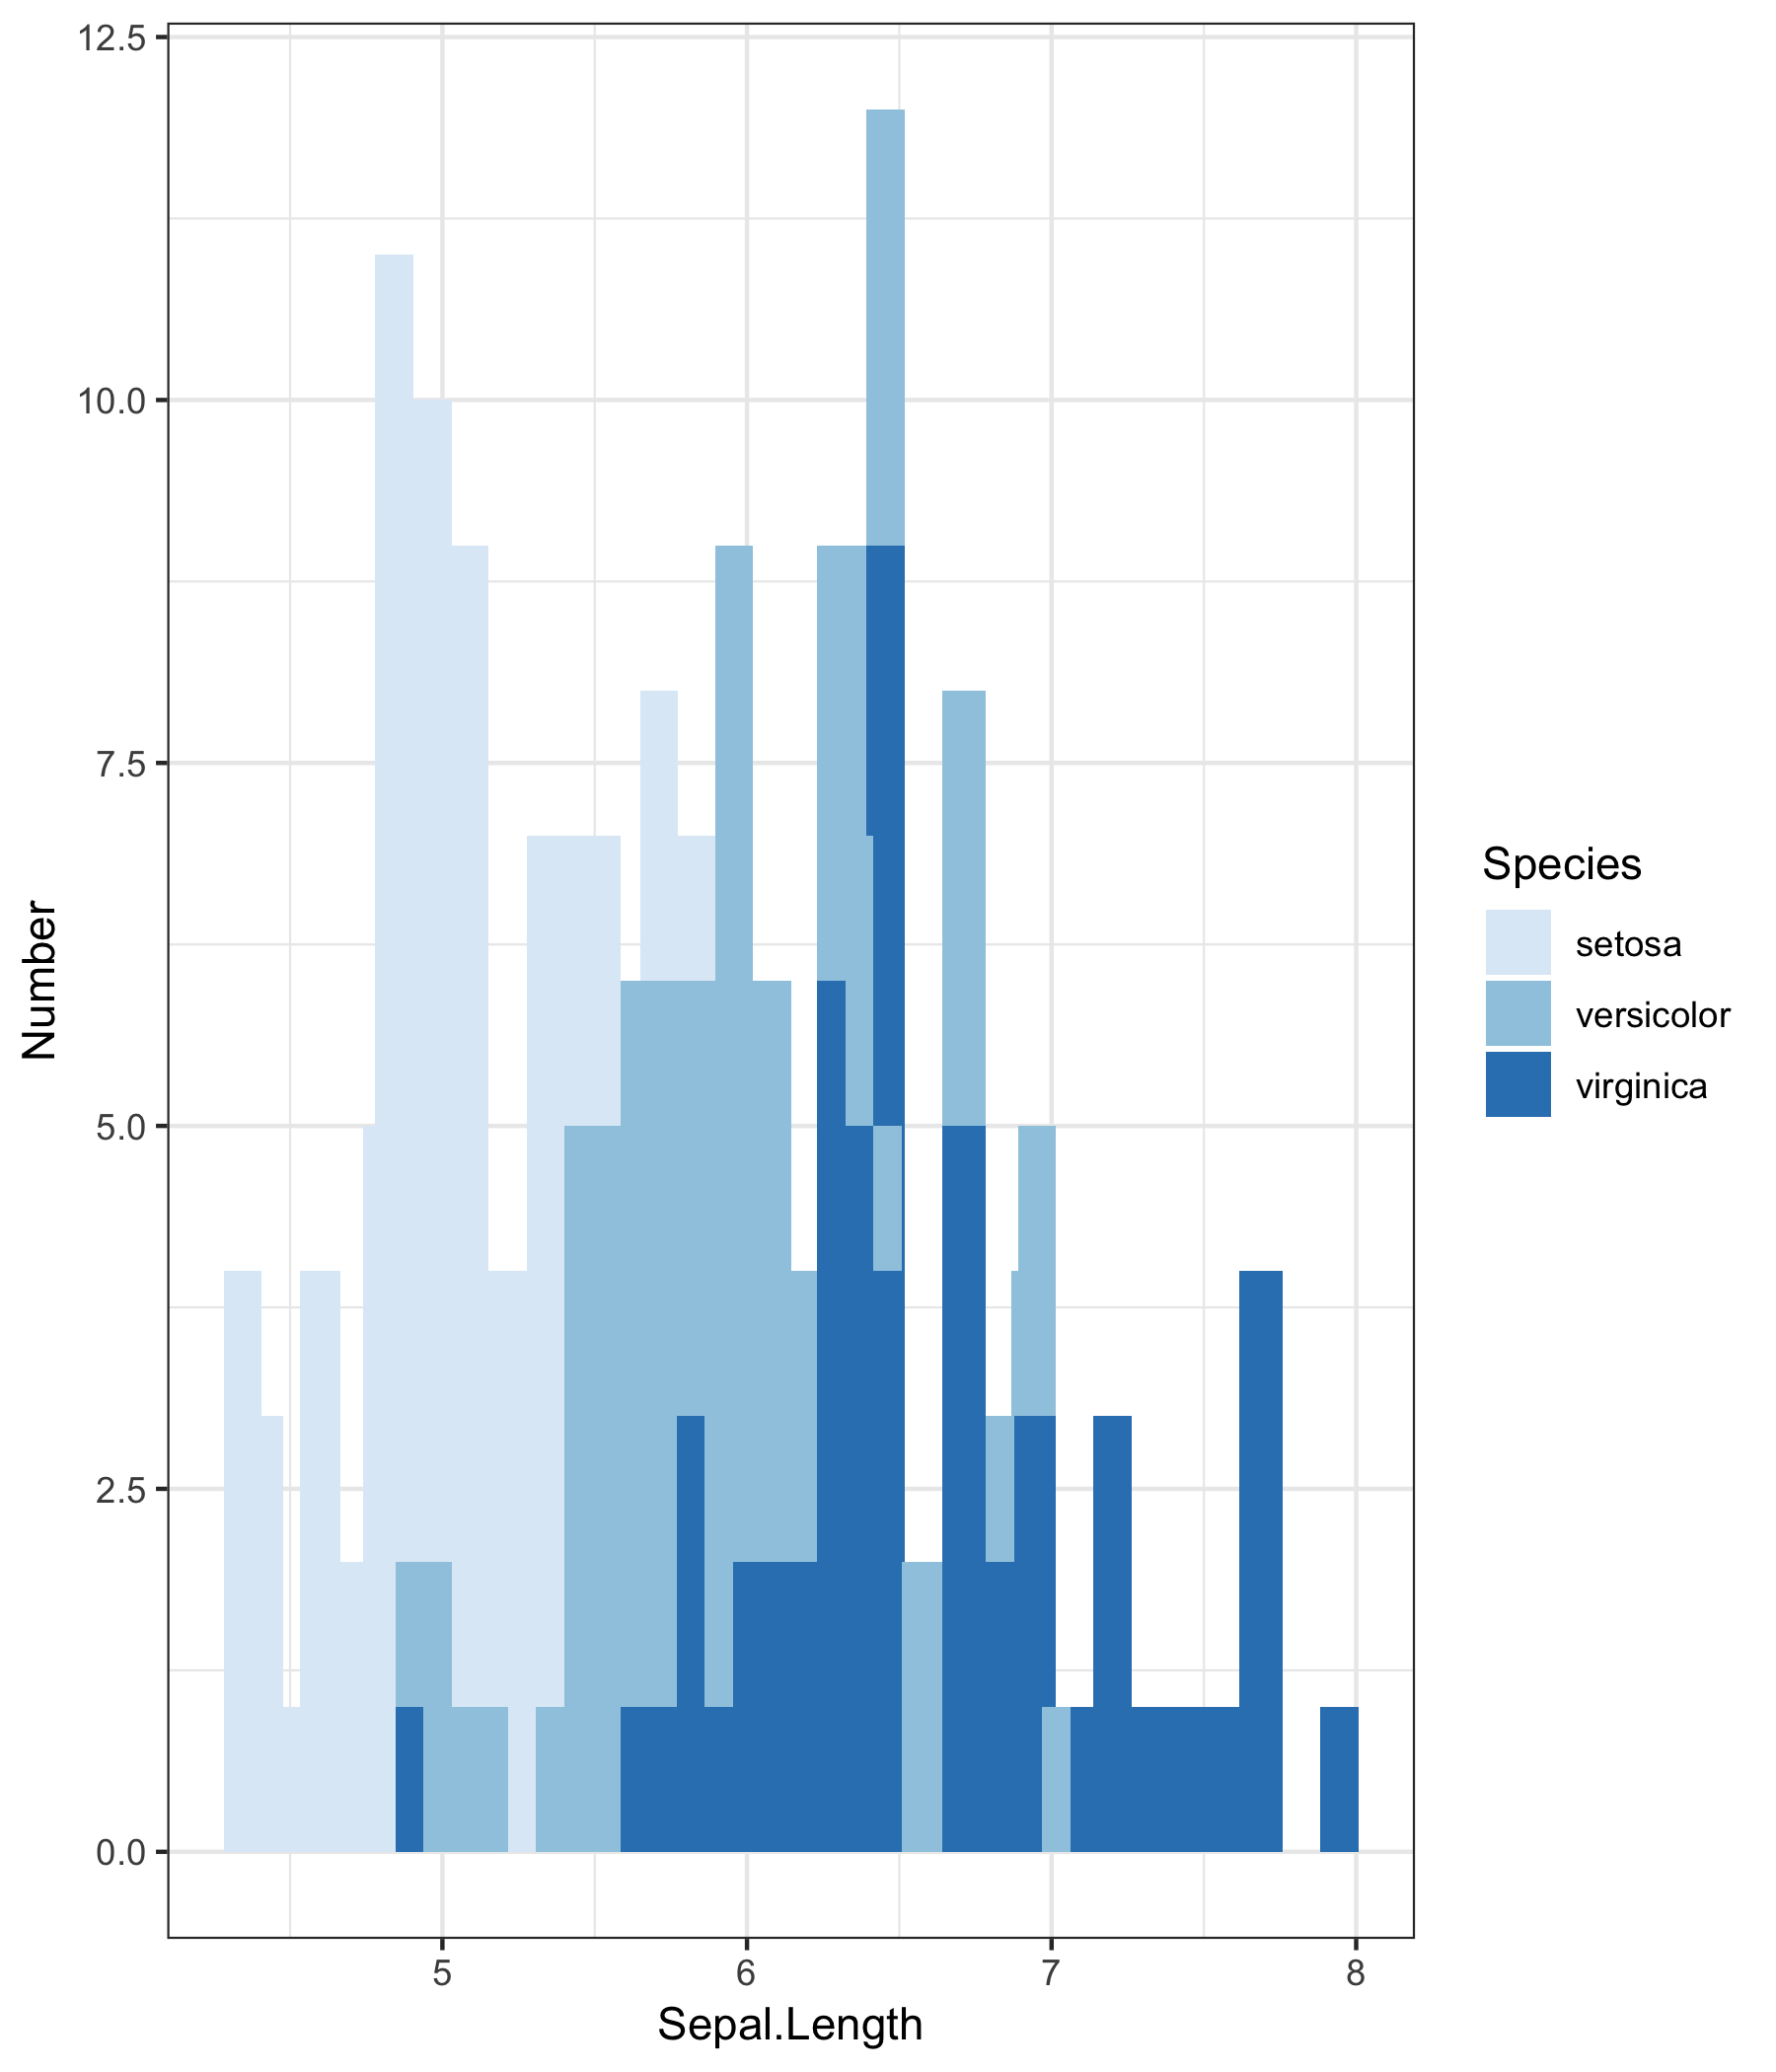 12.5
10.0
7.5
5.0
2.5
0.0
Number
5 6 7 8
Sepal.Length
Species
setosa
versicolor
virginica